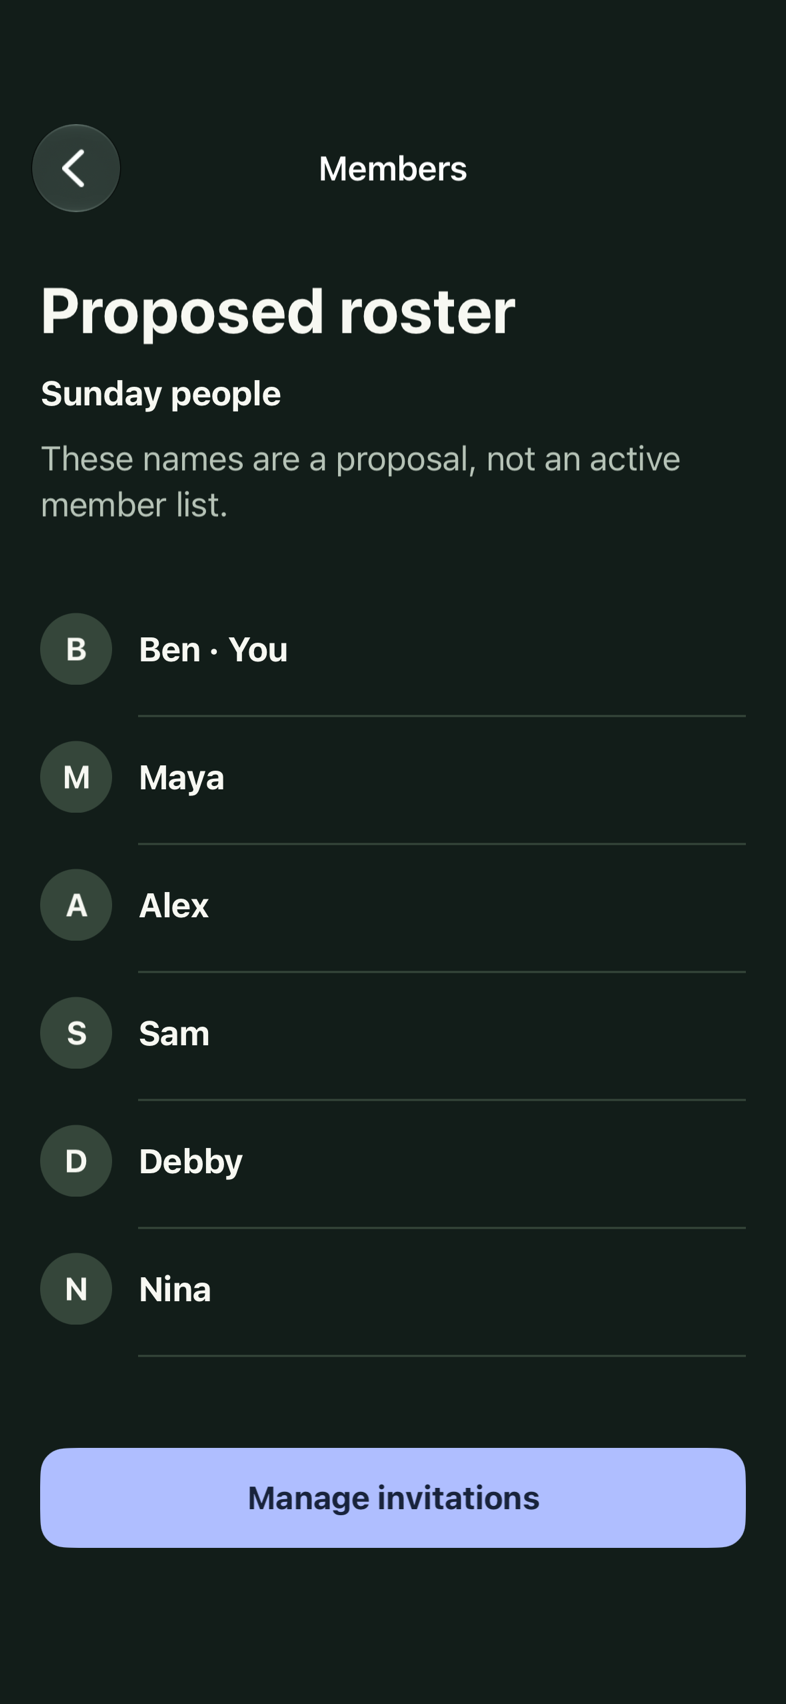 Members
Proposed roster
Sunday people
These names are a proposal, not an active
member list.
B
Ben · You
M
Maya
A
Alex
S
Sam
D
Debby
N
Nina
Manage invitations